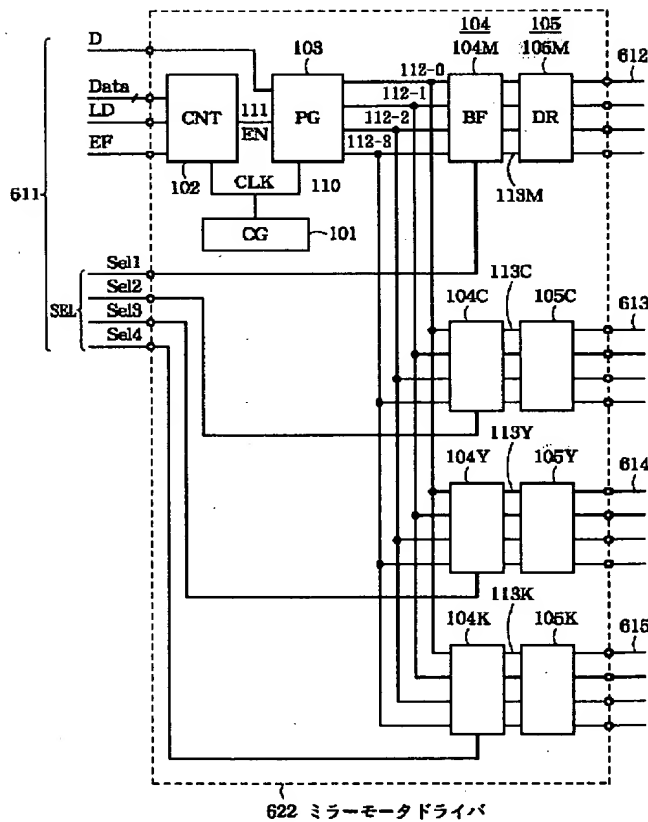 104
105
D
103
104M
105M
112-0
612
Data
112-1
LD
CNT
111
PG
112-2
BF
DR
EF
EN
112-3
102
CLK
110
113M
611
CG
101
Sel1
Sel2
113C
SEL
Sel3
104C
105C
613
Sel4
113Y
104Y
105Y
614
113K
104K
105K
615
622 ミラーモータドライバ